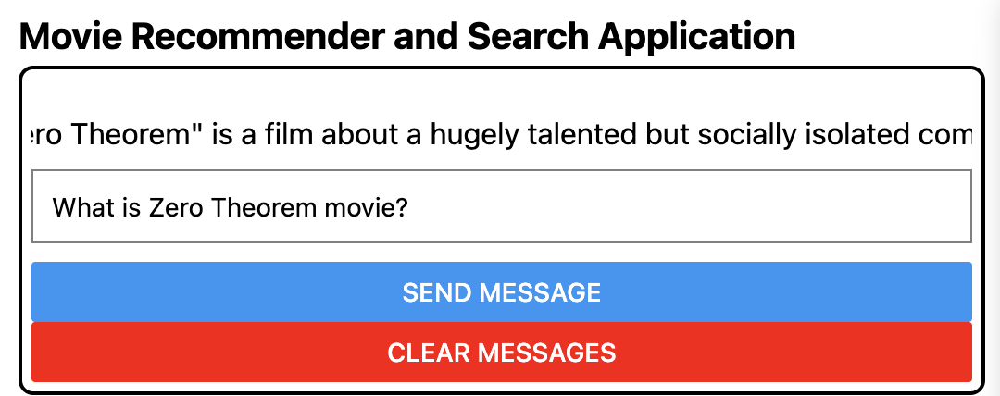 Movie Recommender and Search Application
ro Theorem" is a film about a hugely talented but socially isolated com
What is Zero Theorem movie?
SEND MESSAGE
CLEAR MESSAGES